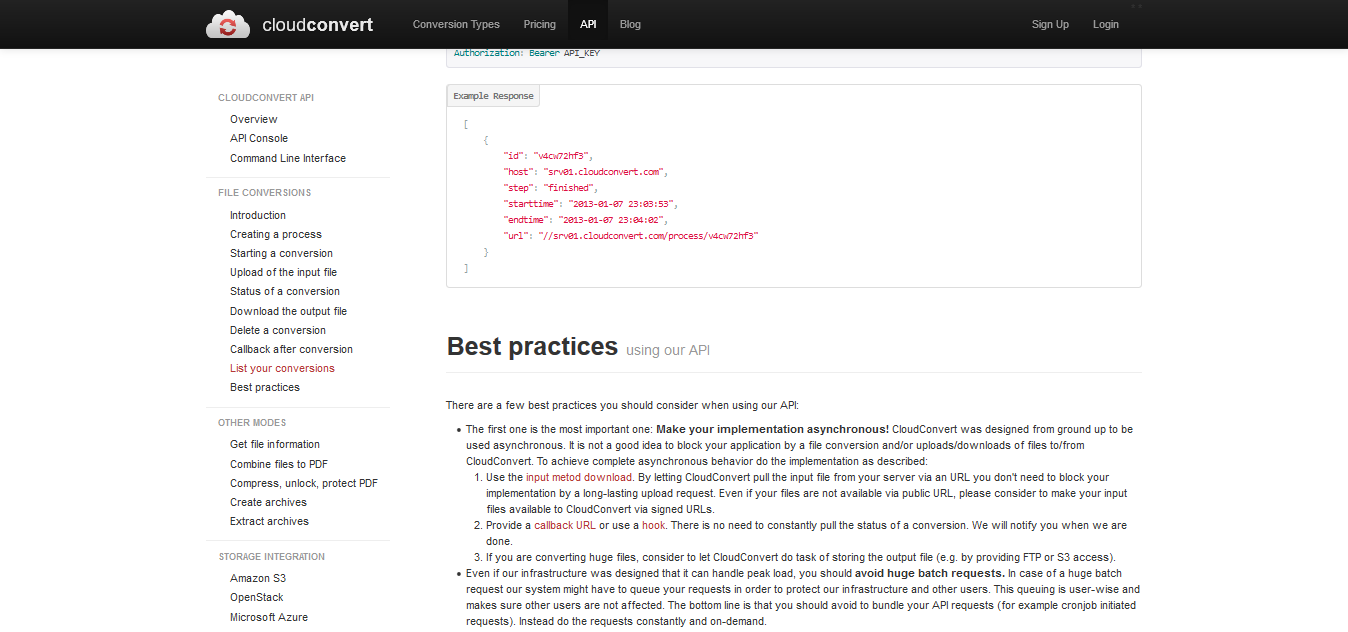 cloudconvert Conversion Types Pricing API Blog Sign Up Login
Authorization: Bearer API_KEY
CLOUDCONVERT API
Overview
API Console
Command Line Interface
FILE CONVERSIONS
Introduction
Creating a process
Starting a conversion
Upload of the input file
Status of a conversion
Download the output file
Delete a conversion
Callback after conversion
List your conversions
Best practices
OTHER MODES
Get file information
Combine files to PDF
Compress, unlock, protect PDF
Create archives
Extract archives
STORAGE INTEGRATION
Amazon S3
OpenStack
Microsoft Azure
Example Response
[
{
"id": "v4cw72hf3",
"host": "srv01.cloudconvert.com",
"step": "finished",
"starttime": "2013-01-07 23:03:53",
"endtime": "2013-01-07 23:04:02",
"url": "//srv01.cloudconvert.com/process/v4cw72hf3"
}
]
Best practices using our API
There are a few best practices you should consider when using our API:
• The first one is the most important one: Make your implementation asynchronous! CloudConvert was designed from ground up to be
used asynchronous. It is not a good idea to block your application by a file conversion and/or uploads/downloads of files to/from
CloudConvert. To achieve complete asynchronous behavior do the implementation as described:
1. Use the input metod download. By letting CloudConvert pull the input file from your server via an URL you don't need to block your
implementation by a long-lasting upload request. Even if your files are not available via public URL, please consider to make your input
files available to CloudConvert via signed URLs.
2. Provide a callback URL or use a hook. There is no need to constantly pull the status of a conversion. We will notify you when we are
done.
3. If you are converting huge files, consider to let CloudConvert do task of storing the output file (e.g. by providing FTP or S3 access).
• Even if our infrastructure was designed that it can handle peak load, you should avoid huge batch requests. In case of a huge batch
request our system might have to queue your requests in order to protect our infrastructure and other users. This queuing is user-wise and
makes sure other users are not affected. The bottom line is that you should avoid to bundle your API requests (for example cronjob initiated
requests). Instead do the requests constantly and on-demand.